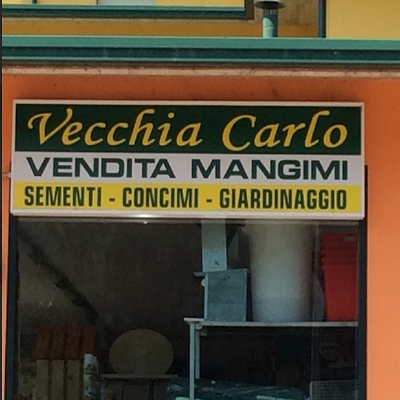 Vecchia Carlo
VENDITA MANGIMI
SEMENTI - CONCIMI - GIARDINAGGIO